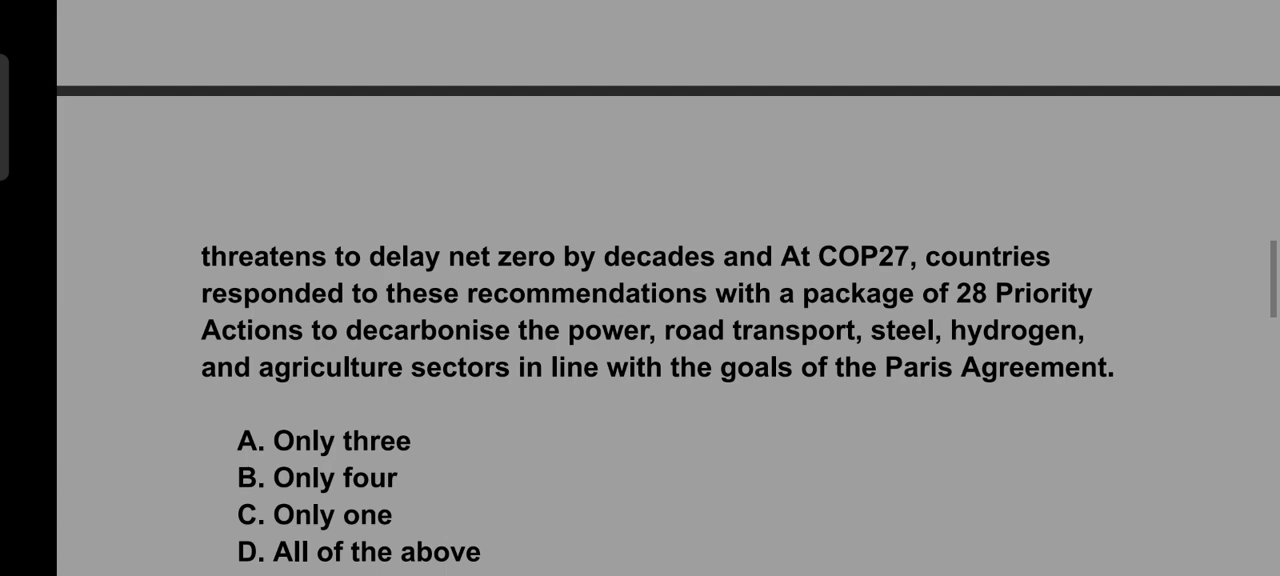 threatens to delay net zero by decades and At COP27, countries
responded to these recommendations with a package of 28 Priority
Actions to decarbonise the power, road transport, steel, hydrogen,
and agriculture sectors in line with the goals of the Paris Agreement.
A. Only three
B. Only four
C. Only one
D. All of the above